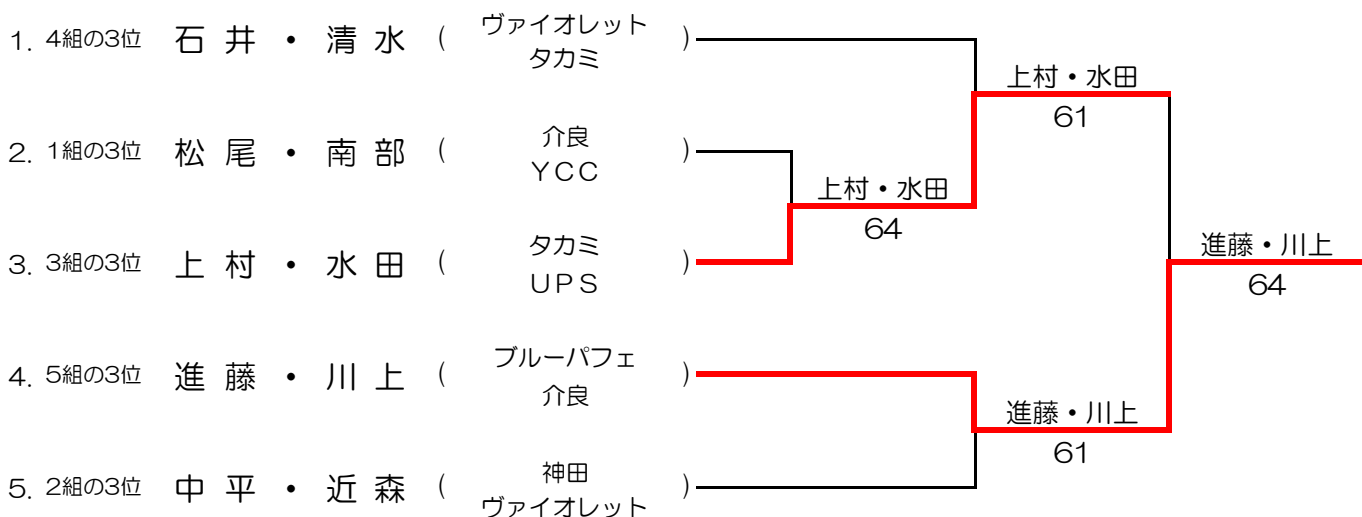 1. 4組の3位 石井・清水 ( ヴァイオレット タカミ )
上村・水田
61
2. 1組の3位 松尾・南部 ( 介良 YCC )
上村・水田
64
3. 3組の3位 上村・水田 ( タカミ UPS )
進藤・川上
64
4. 5組の3位 進藤・川上 ( ブルーパフェ 介良 )
進藤・川上
61
5. 2組の3位 中平・近森 ( 神田 ヴァイオレット )